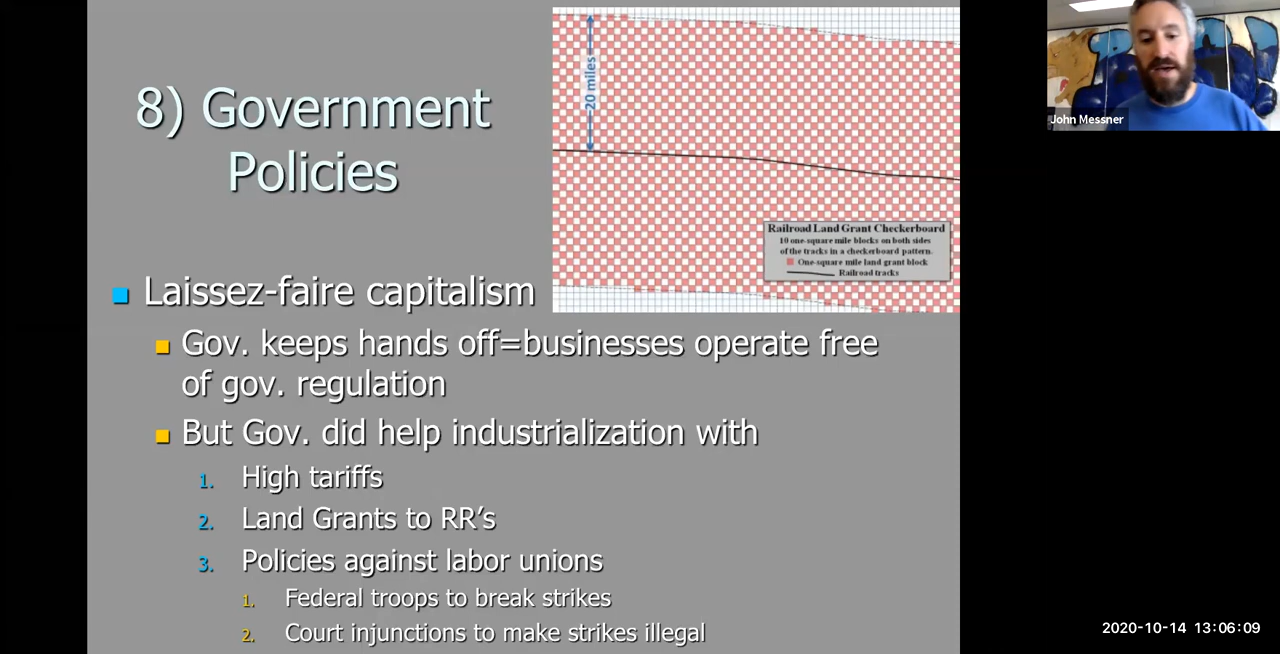 8) Government
Policies
20 miles
Railroad Land Grant Checkerboard
10 one-square mile blocks on both sides
of the tracks in a checkerboard pattern.
One-square mile land grant block
Railroad tracks
John Messner
Laissez-faire capitalism
Gov. keeps hands off=businesses operate free
of gov. regulation
But Gov. did help industrialization with
1. High tariffs
2. Land Grants to RR’s
3. Policies against labor unions
1. Federal troops to break strikes
2. Court injunctions to make strikes illegal
2020-10-14 13:06:09